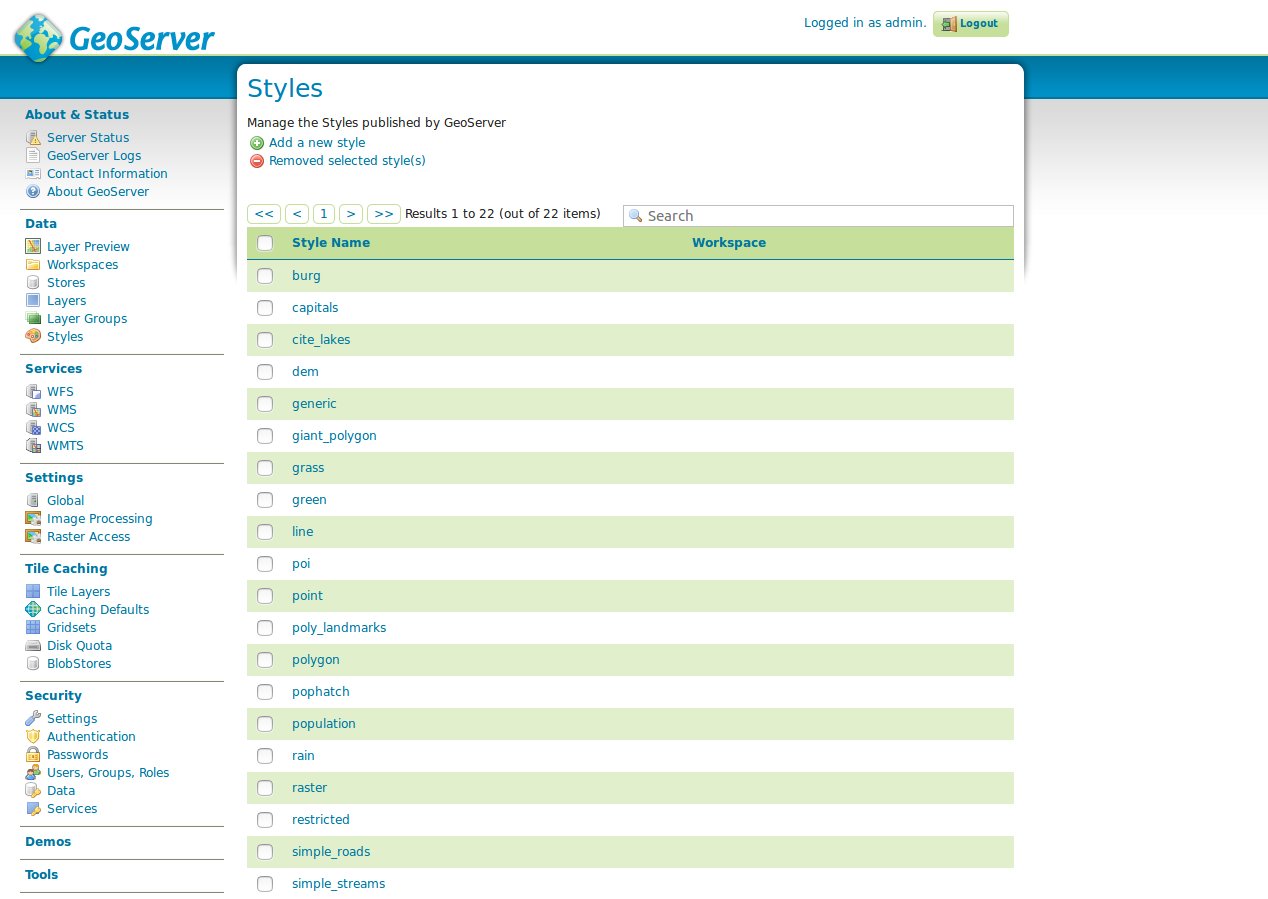 GeoServer
Logged in as admin. Logout
About & Status
Server Status
GeoServer Logs
Contact Information
About GeoServer
Data
Layer Preview
Workspaces
Stores
Layers
Layer Groups
Styles
Services
WFS
WMS
WCS
WMTS
Settings
Global
Image Processing
Raster Access
Tile Caching
Tile Layers
Caching Defaults
Gridsets
Disk Quota
BlobStores
Security
Settings
Authentication
Passwords
Users, Groups, Roles
Data
Services
Demos
Tools
Styles
Manage the Styles published by GeoServer
Add a new style
Removed selected style(s)
<< < 1 > >> Results 1 to 22 (out of 22 items) Search
Style Name Workspace
burg
capitals
cite_lakes
dem
generic
giant_polygon
grass
green
line
poi
point
poly_landmarks
polygon
pophatch
population
rain
raster
restricted
simple_roads
simple_streams